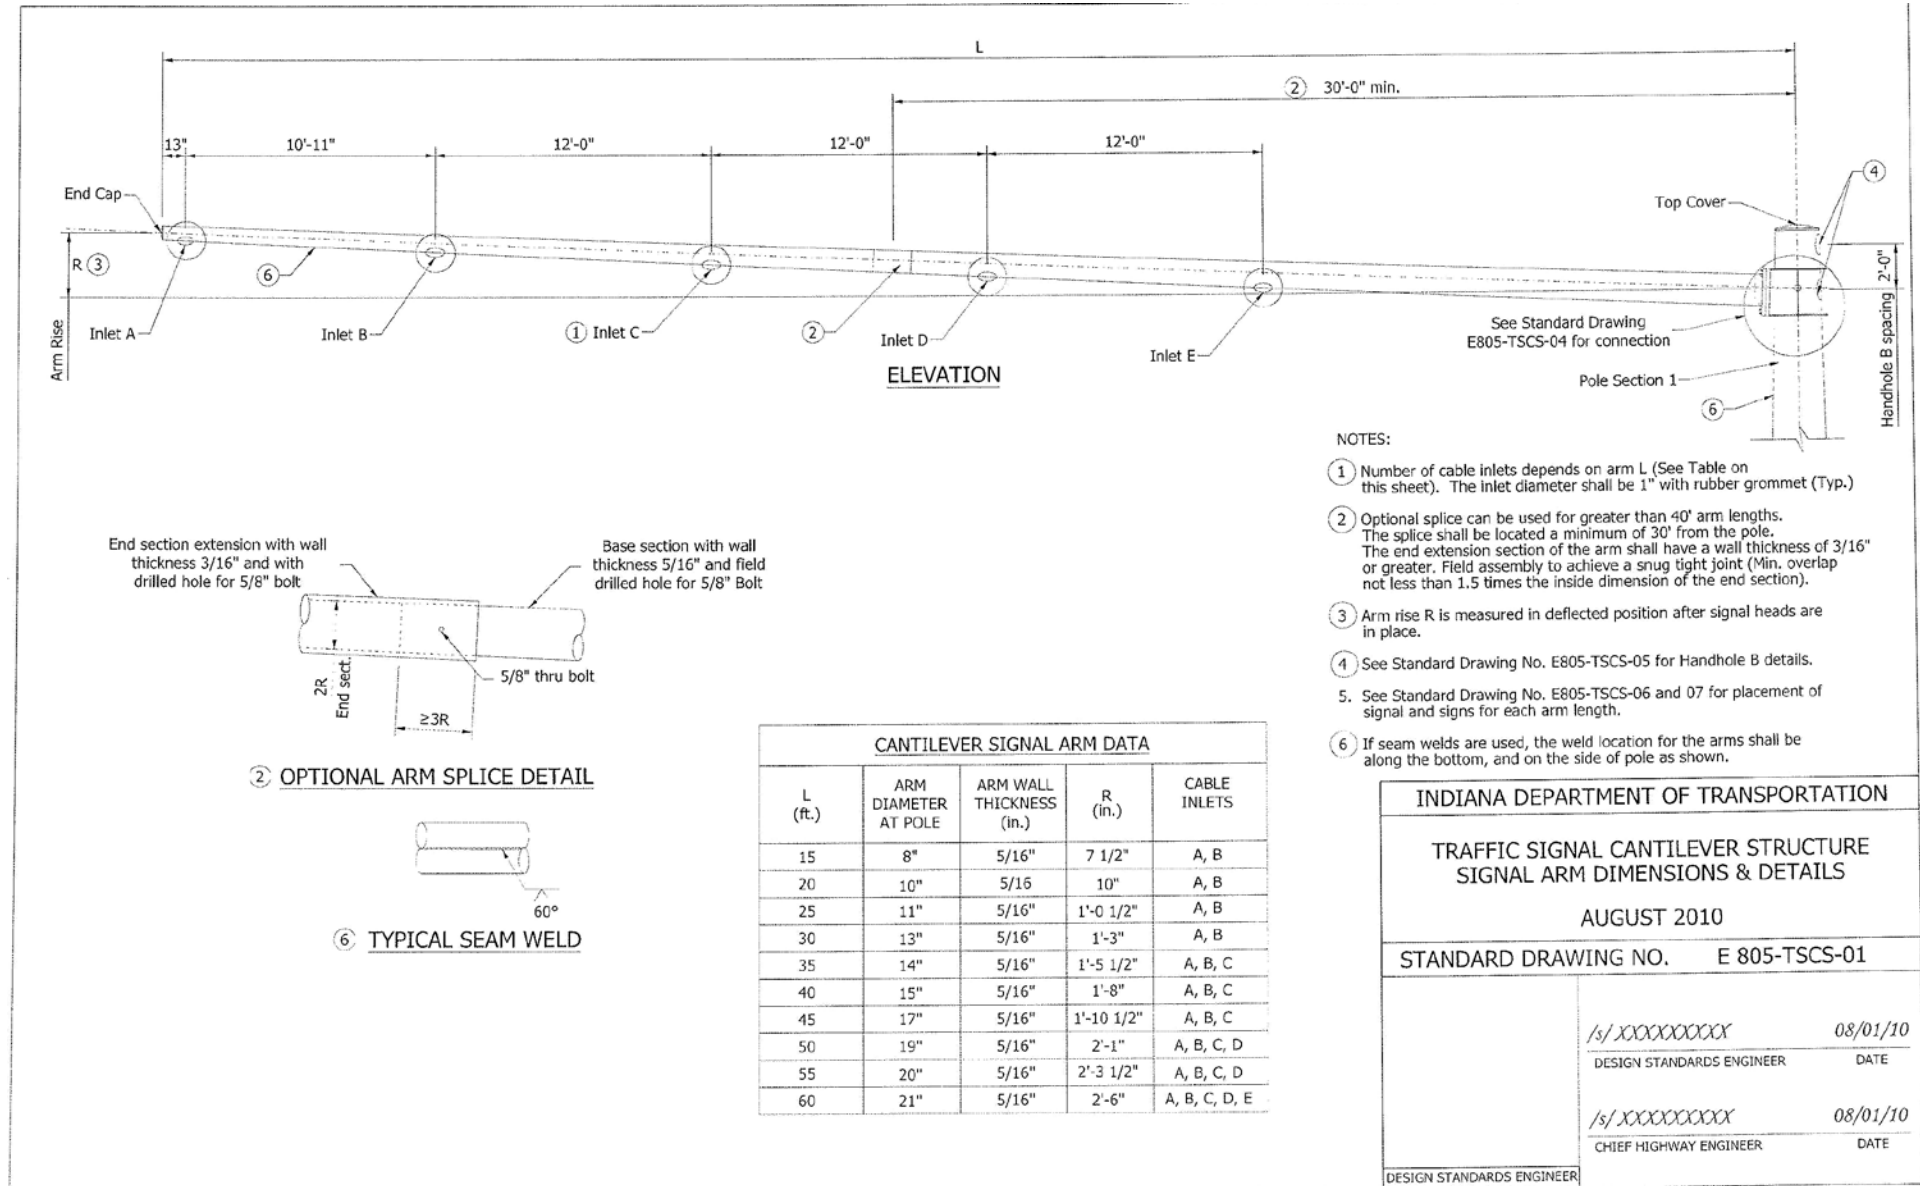 L
② 30'-0" min.
13" 10'-11" 12'-0" 12'-0" 12'-0"
④
End Cap
Top Cover
R ③
⑥
2'-0"
Inlet A
Inlet B
① Inlet C
②
Inlet D
Inlet E
See Standard Drawing
E805-TSCS-04 for connection
Arm Rise
Handhole B spacing
ELEVATION
Pole Section 1
⑥
NOTES:
① Number of cable inlets depends on arm L (See Table on
this sheet). The inlet diameter shall be 1" with rubber grommet (Typ.)
② Optional splice can be used for greater than 40' arm lengths.
The splice shall be located a minimum of 30' from the pole.
The end extension section of the arm shall have a wall thickness of 3/16"
or greater. Field assembly to achieve a snug tight joint (Min. overlap
not less than 1.5 times the inside dimension of the end section).
③ Arm rise R is measured in deflected position after signal heads are
in place.
④ See Standard Drawing No. E805-TSCS-05 for Handhole B details.
5. See Standard Drawing No. E805-TSCS-06 and 07 for placement of
signal and signs for each arm length.
⑥ If seam welds are used, the weld location for the arms shall be
along the bottom, and on the side of pole as shown.
End section extension with wall
thickness 3/16" and with
drilled hole for 5/8" bolt
Base section with wall
thickness 5/16" and field
drilled hole for 5/8" Bolt
2R
End sect.
5/8" thru bolt
≥3R
② OPTIONAL ARM SPLICE DETAIL
60°
⑥ TYPICAL SEAM WELD
CANTILEVER SIGNAL ARM DATA
L (ft.) ARM DIAMETER AT POLE ARM WALL THICKNESS (in.) R (in.) CABLE INLETS
15 8" 5/16" 7 1/2" A, B
20 10" 5/16 10" A, B
25 11" 5/16" 1'-0 1/2" A, B
30 13" 5/16" 1'-3" A, B
35 14" 5/16" 1'-5 1/2" A, B, C
40 15" 5/16" 1'-8" A, B, C
45 17" 5/16" 1'-10 1/2" A, B, C
50 19" 5/16" 2'-1" A, B, C, D
55 20" 5/16" 2'-3 1/2" A, B, C, D
60 21" 5/16" 2'-6" A, B, C, D, E
INDIANA DEPARTMENT OF TRANSPORTATION
TRAFFIC SIGNAL CANTILEVER STRUCTURE
SIGNAL ARM DIMENSIONS & DETAILS
AUGUST 2010
STANDARD DRAWING NO. E 805-TSCS-01
/s/ XXXXXXXXX 08/01/10
DESIGN STANDARDS ENGINEER DATE
/s/ XXXXXXXXX 08/01/10
CHIEF HIGHWAY ENGINEER DATE
DESIGN STANDARDS ENGINEER